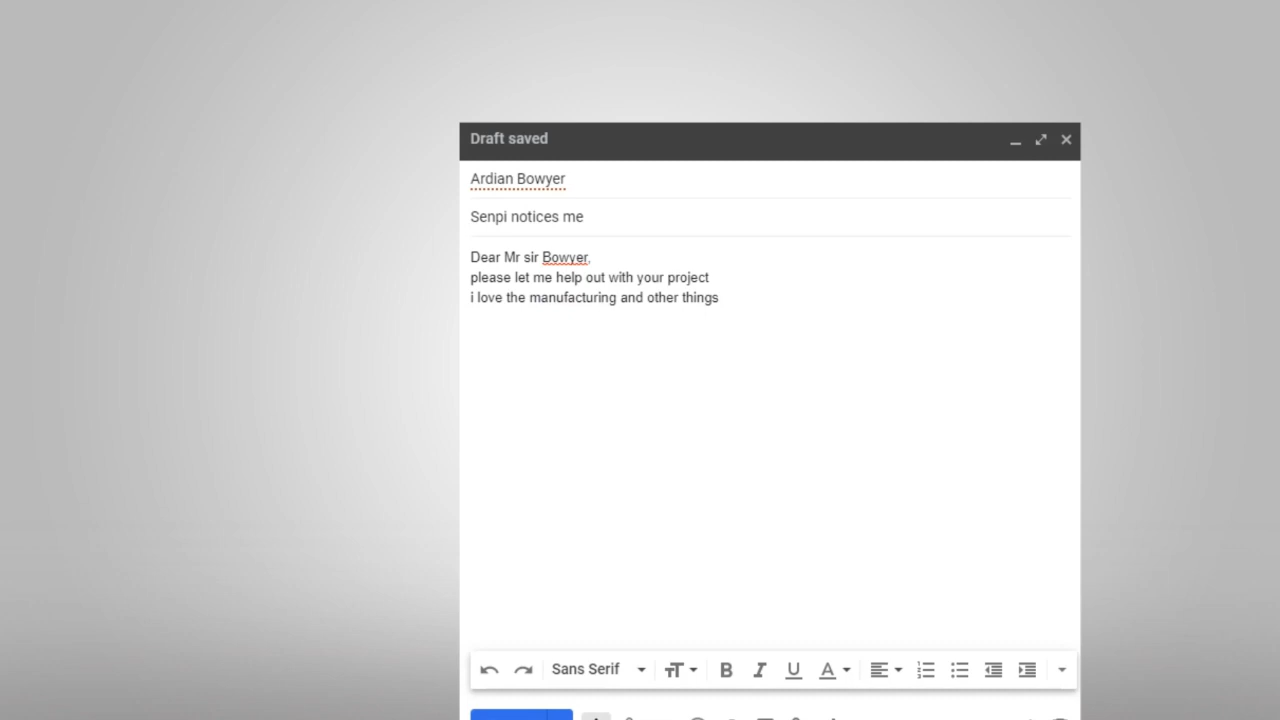 Draft saved
Ardian Bowyer
Senpi notices me
Dear Mr sir Bowyer,
please let me help out with your project
i love the manufacturing and other things
Sans Serif